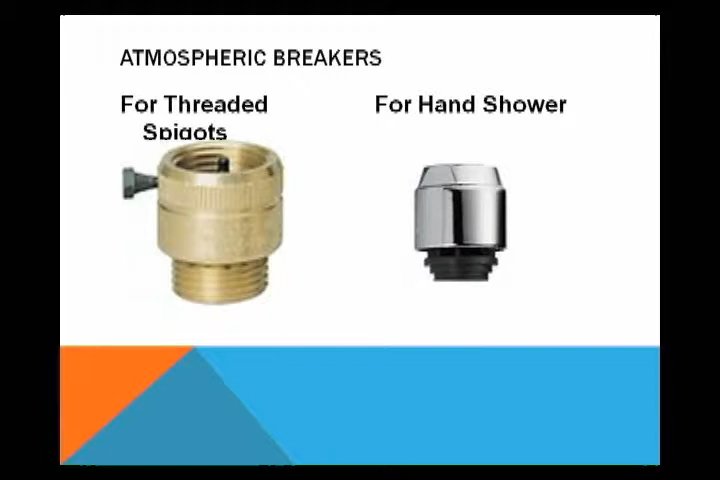 ATMOSPHERIC BREAKERS
For Threaded
Spigots
For Hand Shower